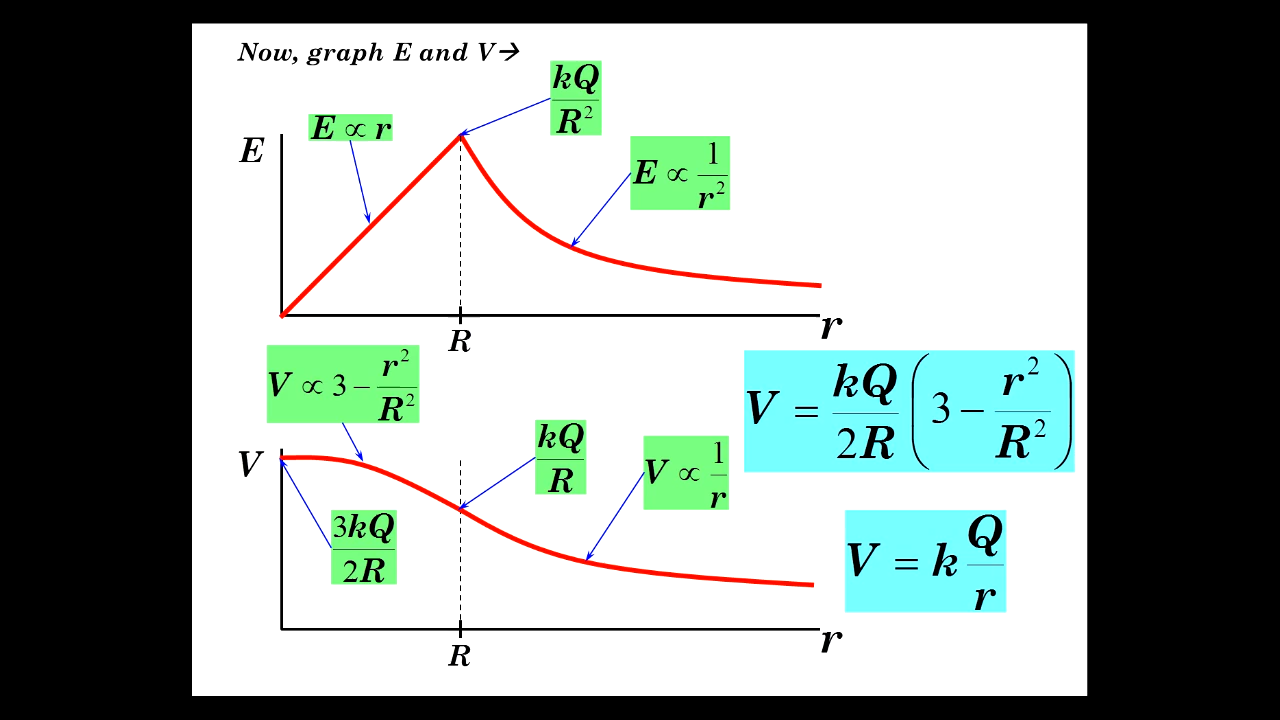 Now, graph E and V→
kQ/R²
E ∝ r
E
E ∝ 1/r²
r
R
V ∝ 3 − r²/R²
V = kQ/2R (3 − r²/R²)
V
kQ/R
V ∝ 1/r
3kQ/2R
V = k Q/r
r
R